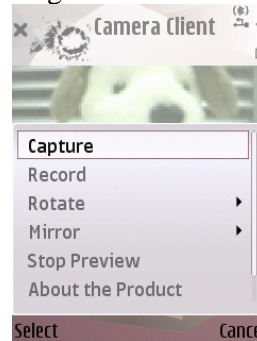 Camera Client
Capture
Record
Rotate
Mirror
Stop Preview
About the Product
Select